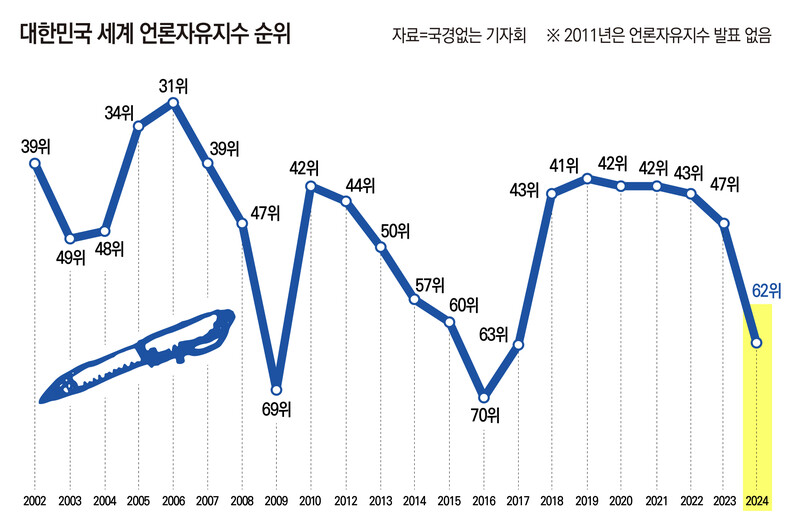 대한민국 세계 언론자유지수 순위
자료=국경없는 기자회 ※ 2011년은 언론자유지수 발표 없음
39위
49위
48위
34위
31위
39위
47위
69위
42위
44위
50위
57위
60위
70위
63위
43위
41위
42위
42위
43위
47위
62위
2002 2003 2004 2005 2006 2007 2008 2009 2010 2012 2013 2014 2015 2016 2017 2018 2019 2020 2021 2022 2023 2024